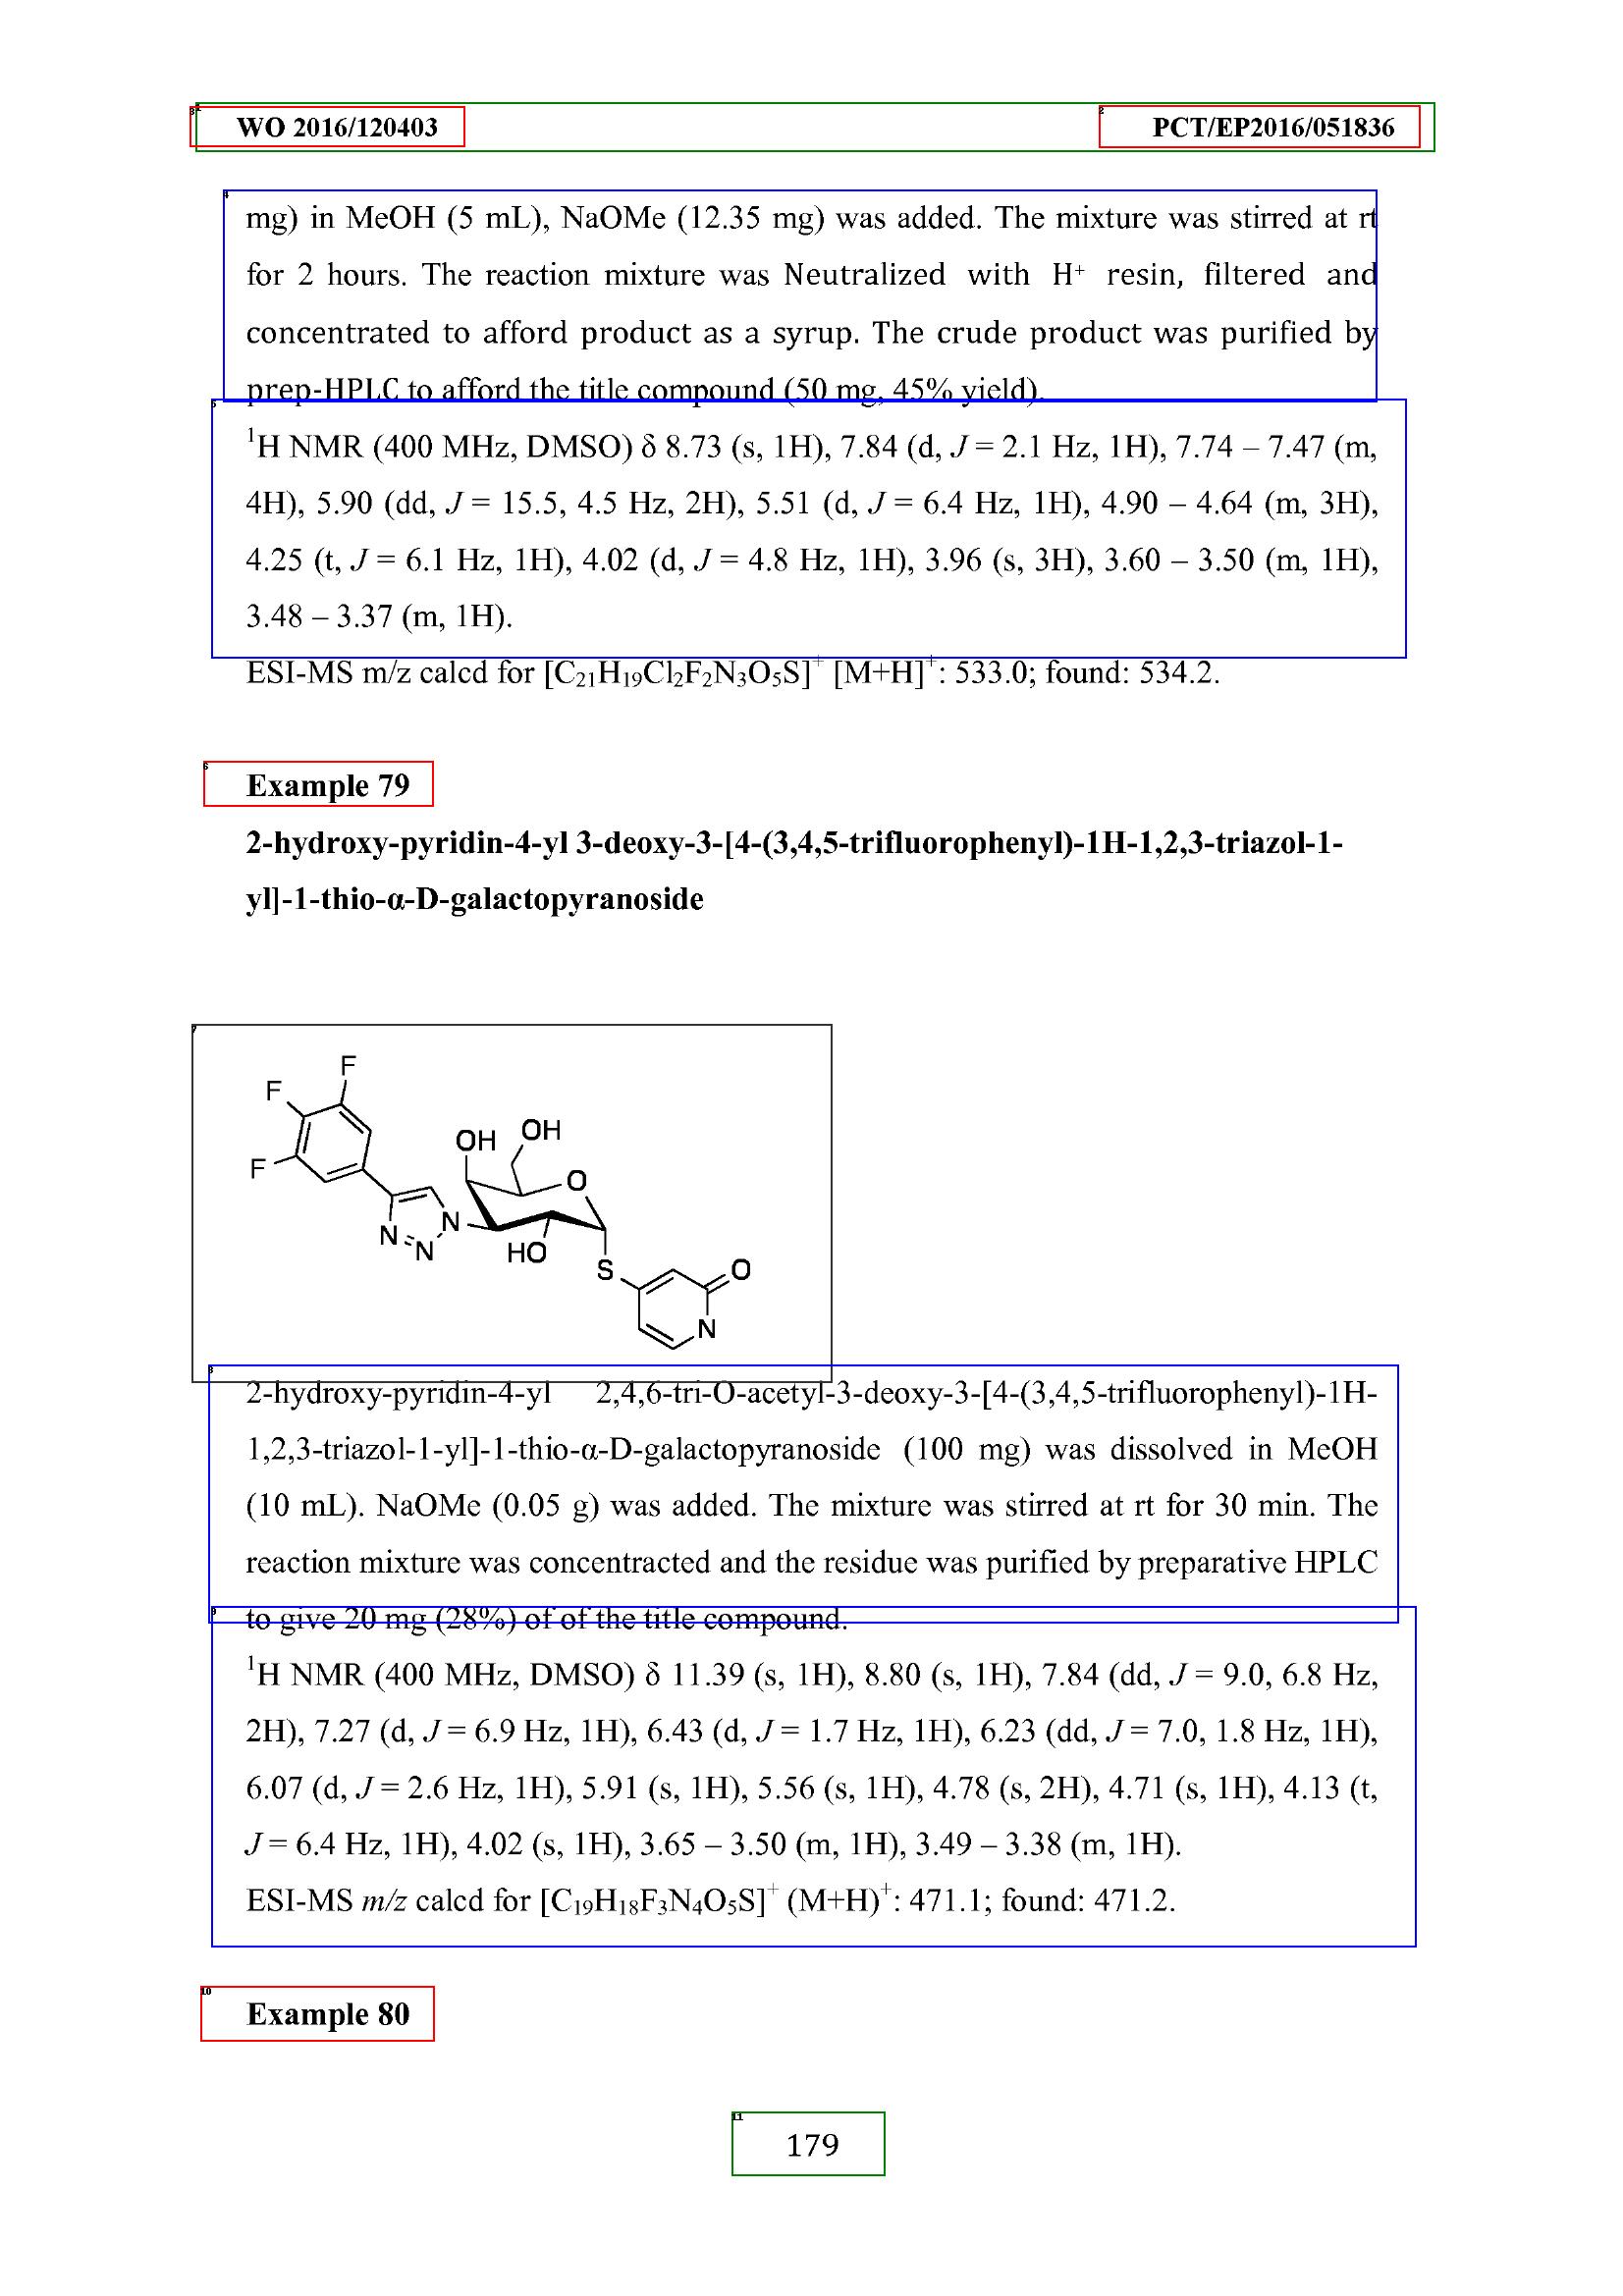 WO 2016/120403 PCT/EP2016/051836
mg) in MeOH (5 mL), NaOMe (12.35 mg) was added. The mixture was stirred at rt
for 2 hours. The reaction mixture was Neutralized with H⁺ resin, filtered and
concentrated to afford product as a syrup. The crude product was purified by
prep-HPLC to afford the title compound (50 mg, 45% yield).
¹H NMR (400 MHz, DMSO) δ 8.73 (s, 1H), 7.84 (d, J = 2.1 Hz, 1H), 7.74 – 7.47 (m,
4H), 5.90 (dd, J = 15.5, 4.5 Hz, 2H), 5.51 (d, J = 6.4 Hz, 1H), 4.90 – 4.64 (m, 3H),
4.25 (t, J = 6.1 Hz, 1H), 4.02 (d, J = 4.8 Hz, 1H), 3.96 (s, 3H), 3.60 – 3.50 (m, 1H),
3.48 – 3.37 (m, 1H).
ESI-MS m/z calcd for [C₂₁H₁₉Cl₂F₂N₃O₅S]⁺ [M+H]⁺: 533.0; found: 534.2.
Example 79
2-hydroxy-pyridin-4-yl 3-deoxy-3-[4-(3,4,5-trifluorophenyl)-1H-1,2,3-triazol-1-
yl]-1-thio-α-D-galactopyranoside
F
F
F
OH
OH
O
N
N
N
HO
S
O
N
2-hydroxy-pyridin-4-yl 2,4,6-tri-O-acetyl-3-deoxy-3-[4-(3,4,5-trifluorophenyl)-1H-
1,2,3-triazol-1-yl]-1-thio-α-D-galactopyranoside (100 mg) was dissolved in MeOH
(10 mL). NaOMe (0.05 g) was added. The mixture was stirred at rt for 30 min. The
reaction mixture was concentracted and the residue was purified by preparative HPLC
to give 20 mg (28%) of of the title compound.
¹H NMR (400 MHz, DMSO) δ 11.39 (s, 1H), 8.80 (s, 1H), 7.84 (dd, J = 9.0, 6.8 Hz,
2H), 7.27 (d, J = 6.9 Hz, 1H), 6.43 (d, J = 1.7 Hz, 1H), 6.23 (dd, J = 7.0, 1.8 Hz, 1H),
6.07 (d, J = 2.6 Hz, 1H), 5.91 (s, 1H), 5.56 (s, 1H), 4.78 (s, 2H), 4.71 (s, 1H), 4.13 (t,
J = 6.4 Hz, 1H), 4.02 (s, 1H), 3.65 – 3.50 (m, 1H), 3.49 – 3.38 (m, 1H).
ESI-MS m/z calcd for [C₁₉H₁₈F₃N₄O₅S]⁺ (M+H)⁺: 471.1; found: 471.2.
Example 80
179